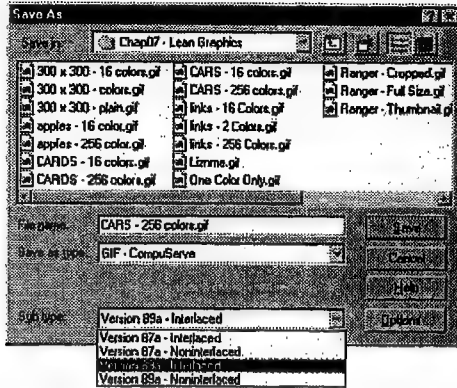 Save As
Save in: Chap07 - Lean Graphics
300 x 300 - 16 colors.gif
300 x 300 - colors.gif
300 x 300 - plain.gif
apples - 16 color.gif
apples - 256 color.gif
CARDS - 16 colors.gif
CARDS - 256 colors.gif
CARS - 16 colors.gif
CARS - 256 colors.gif
links - 16 Colors.gif
links - 2 Colors.gif
links - 256 Colors.gif
One Color Only.gif
Ranger - Cropped.gif
Ranger - Full Size.gif
Ranger - Thumbnail.gif
File name: CARS - 256 colors.gif
Save
Save as type: GIF - CompuServe
Cancel
Help
Sub type: Version 89a - Interlaced
Options
Version 87a - Interlaced
Version 87a - Noninterlaced
Version 89a - Noninterlaced